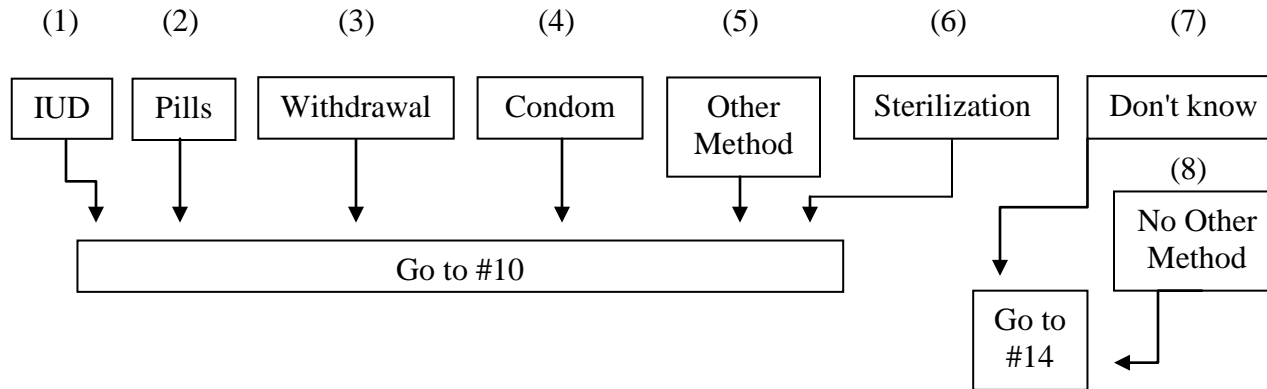 (1) (2) (3) (4) (5) (6) (7)
IUD Pills Withdrawal Condom Other Method Sterilization Don't know
(8)
No Other
Method
Go to #10
Go to
#14